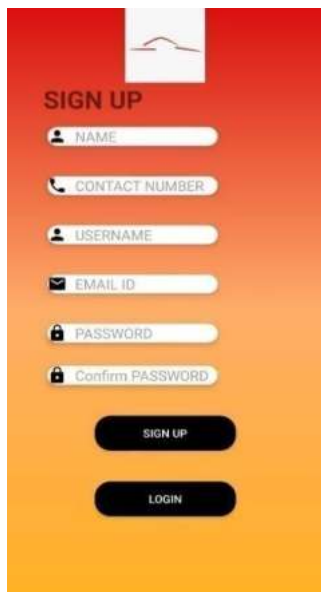 SIGN UP
NAME
CONTACT NUMBER
USERNAME
EMAIL ID
PASSWORD
Confirm PASSWORD
SIGN UP
LOGIN